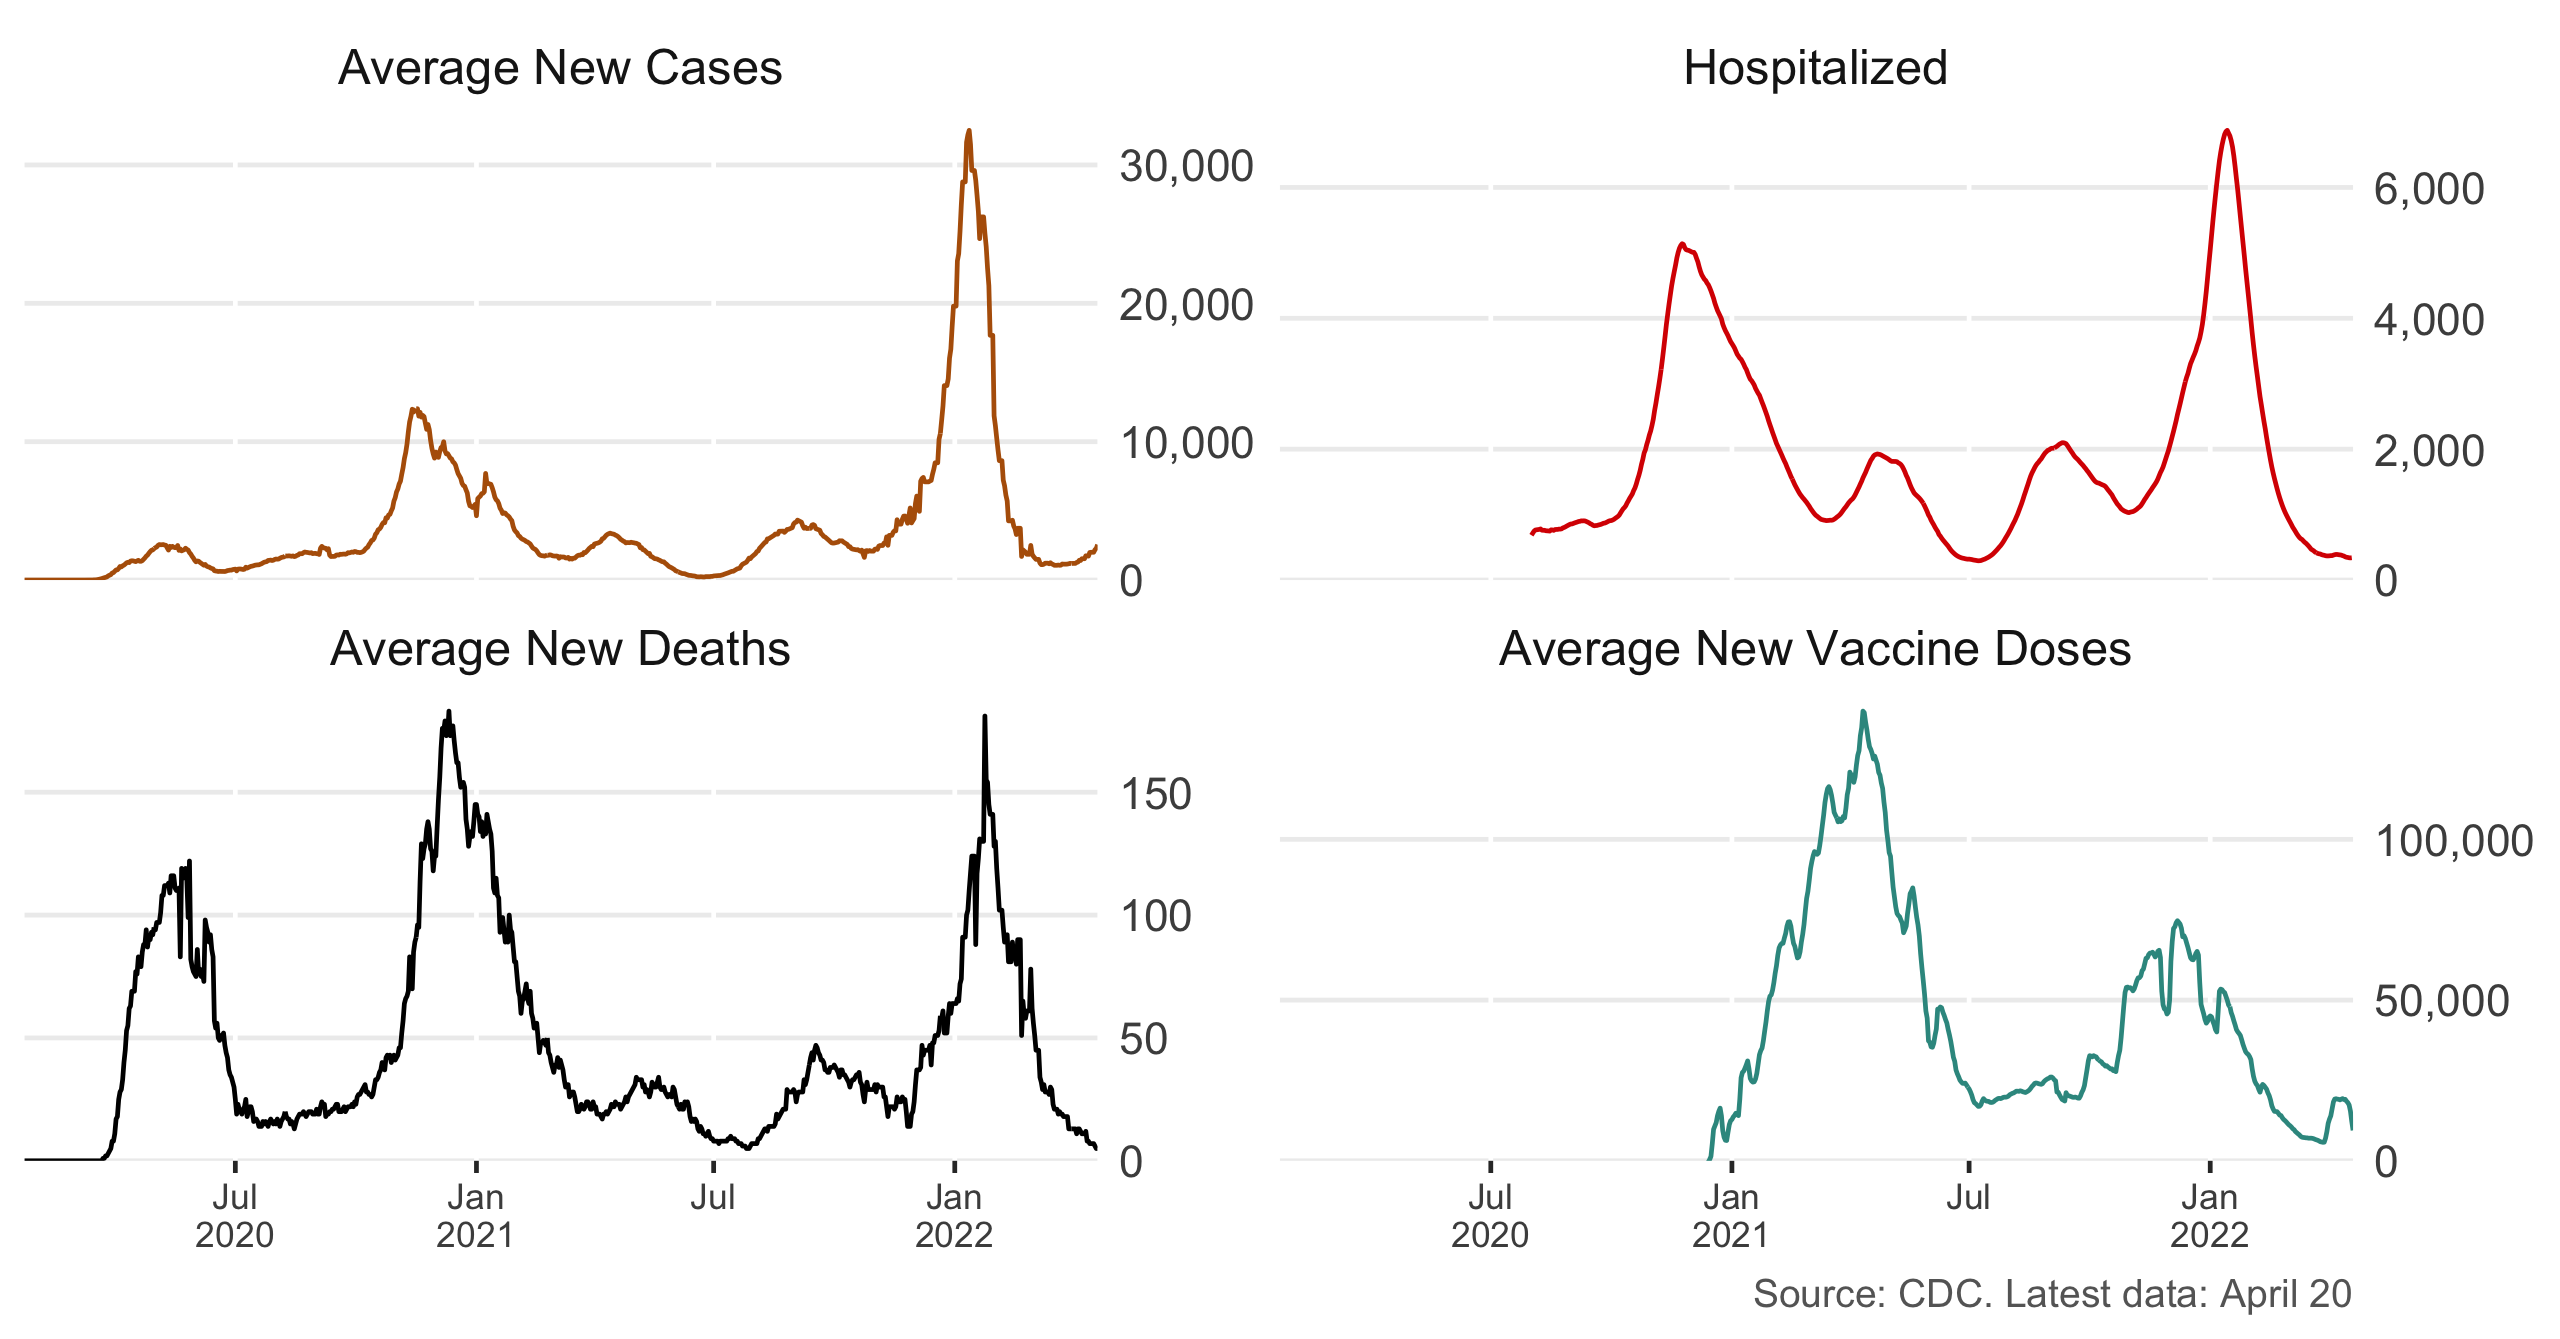 Average New Cases
30,000
20,000
10,000
0
Hospitalized
6,000
4,000
2,000
0
Average New Deaths
150
100
50
0
Jul
2020
Jan
2021
Jul
Jan
2022
Average New Vaccine Doses
100,000
50,000
0
Jul
2020
Jan
2021
Jul
Jan
2022
Source: CDC. Latest data: April 20